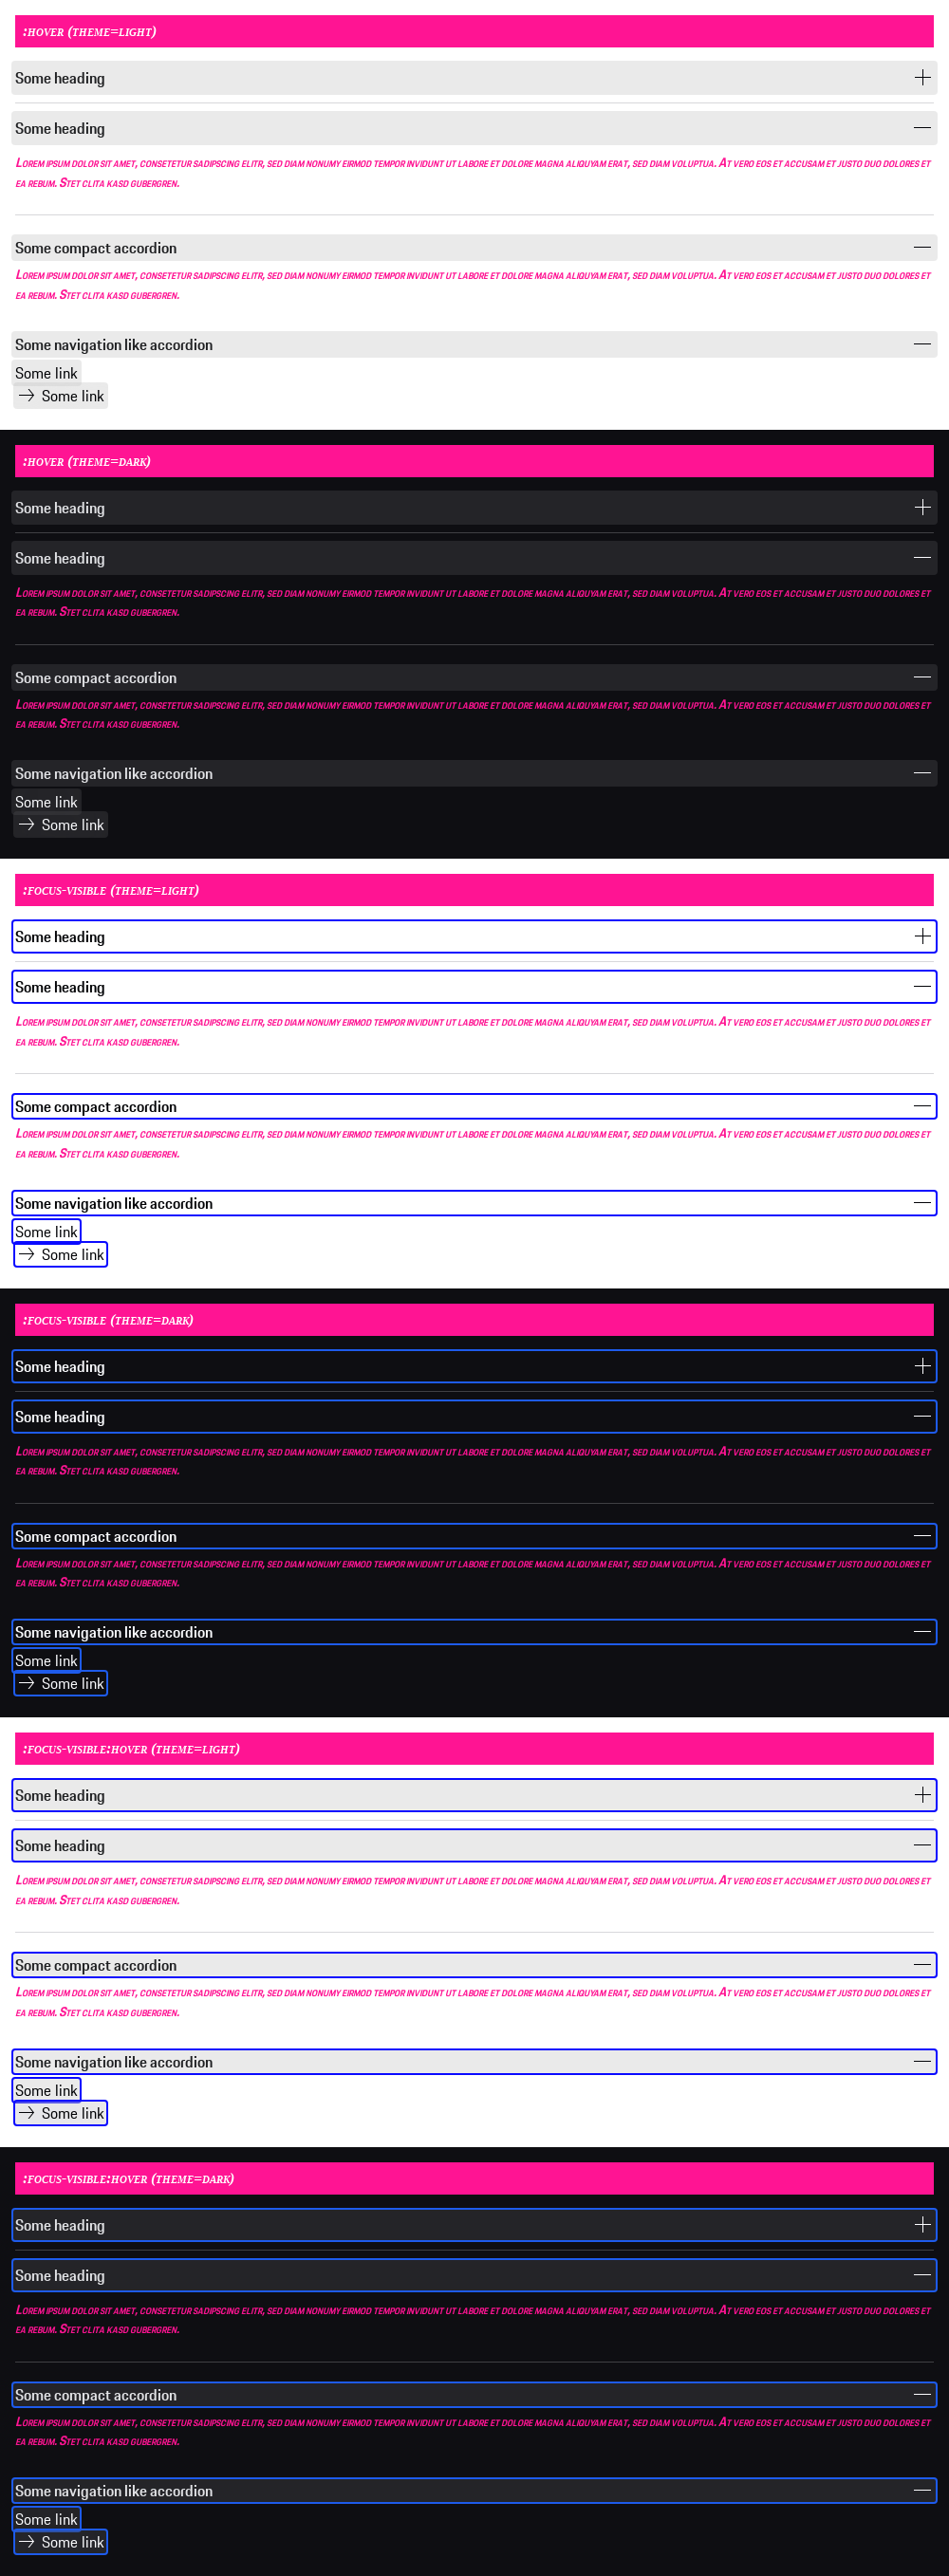 :hover (theme=light)
Some heading
Some heading
Lorem ipsum dolor sit amet, consetetur sadipscing elitr, sed diam nonumy eirmod tempor invidunt ut labore et dolore magna aliquyam erat, sed diam voluptua. At vero eos et accusam et justo duo dolores et
ea rebum. Stet clita kasd gubergren.
Some compact accordion
Lorem ipsum dolor sit amet, consetetur sadipscing elitr, sed diam nonumy eirmod tempor invidunt ut labore et dolore magna aliquyam erat, sed diam voluptua. At vero eos et accusam et justo duo dolores et
ea rebum. Stet clita kasd gubergren.
Some navigation like accordion
Some link
→ Some link
:hover (theme=dark)
Some heading
Some heading
Lorem ipsum dolor sit amet, consetetur sadipscing elitr, sed diam nonumy eirmod tempor invidunt ut labore et dolore magna aliquyam erat, sed diam voluptua. At vero eos et accusam et justo duo dolores et
ea rebum. Stet clita kasd gubergren.
Some compact accordion
Lorem ipsum dolor sit amet, consetetur sadipscing elitr, sed diam nonumy eirmod tempor invidunt ut labore et dolore magna aliquyam erat, sed diam voluptua. At vero eos et accusam et justo duo dolores et
ea rebum. Stet clita kasd gubergren.
Some navigation like accordion
Some link
→ Some link
:focus-visible (theme=light)
Some heading
Some heading
Lorem ipsum dolor sit amet, consetetur sadipscing elitr, sed diam nonumy eirmod tempor invidunt ut labore et dolore magna aliquyam erat, sed diam voluptua. At vero eos et accusam et justo duo dolores et
ea rebum. Stet clita kasd gubergren.
Some compact accordion
Lorem ipsum dolor sit amet, consetetur sadipscing elitr, sed diam nonumy eirmod tempor invidunt ut labore et dolore magna aliquyam erat, sed diam voluptua. At vero eos et accusam et justo duo dolores et
ea rebum. Stet clita kasd gubergren.
Some navigation like accordion
Some link
→ Some link
:focus-visible (theme=dark)
Some heading
Some heading
Lorem ipsum dolor sit amet, consetetur sadipscing elitr, sed diam nonumy eirmod tempor invidunt ut labore et dolore magna aliquyam erat, sed diam voluptua. At vero eos et accusam et justo duo dolores et
ea rebum. Stet clita kasd gubergren.
Some compact accordion
Lorem ipsum dolor sit amet, consetetur sadipscing elitr, sed diam nonumy eirmod tempor invidunt ut labore et dolore magna aliquyam erat, sed diam voluptua. At vero eos et accusam et justo duo dolores et
ea rebum. Stet clita kasd gubergren.
Some navigation like accordion
Some link
→ Some link
:focus-visible:hover (theme=light)
Some heading
Some heading
Lorem ipsum dolor sit amet, consetetur sadipscing elitr, sed diam nonumy eirmod tempor invidunt ut labore et dolore magna aliquyam erat, sed diam voluptua. At vero eos et accusam et justo duo dolores et
ea rebum. Stet clita kasd gubergren.
Some compact accordion
Lorem ipsum dolor sit amet, consetetur sadipscing elitr, sed diam nonumy eirmod tempor invidunt ut labore et dolore magna aliquyam erat, sed diam voluptua. At vero eos et accusam et justo duo dolores et
ea rebum. Stet clita kasd gubergren.
Some navigation like accordion
Some link
→ Some link
:focus-visible:hover (theme=dark)
Some heading
Some heading
Lorem ipsum dolor sit amet, consetetur sadipscing elitr, sed diam nonumy eirmod tempor invidunt ut labore et dolore magna aliquyam erat, sed diam voluptua. At vero eos et accusam et justo duo dolores et
ea rebum. Stet clita kasd gubergren.
Some compact accordion
Lorem ipsum dolor sit amet, consetetur sadipscing elitr, sed diam nonumy eirmod tempor invidunt ut labore et dolore magna aliquyam erat, sed diam voluptua. At vero eos et accusam et justo duo dolores et
ea rebum. Stet clita kasd gubergren.
Some navigation like accordion
Some link
→ Some link